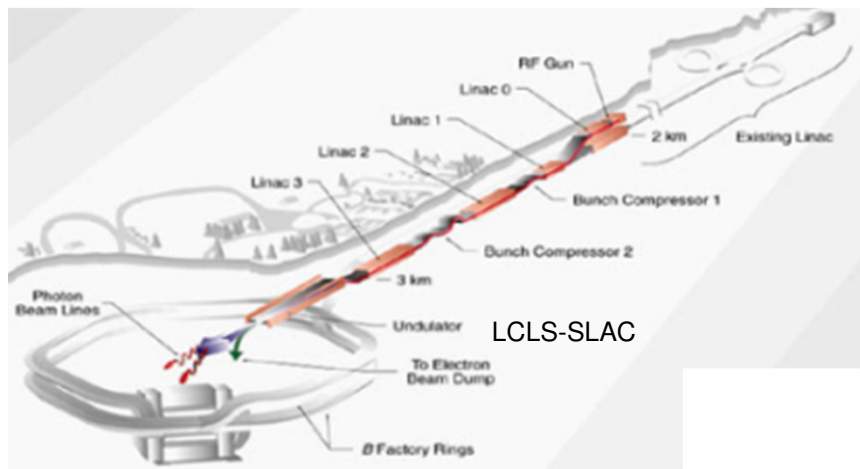 RF Gun
Linac 0
Linac 1
2 km
Existing Linac
Linac 2
Linac 3
Bunch Compressor 1
Bunch Compressor 2
3 km
Photon
Beam Lines
Undulator
LCLS-SLAC
To Electron
Beam Dump
B Factory Rings